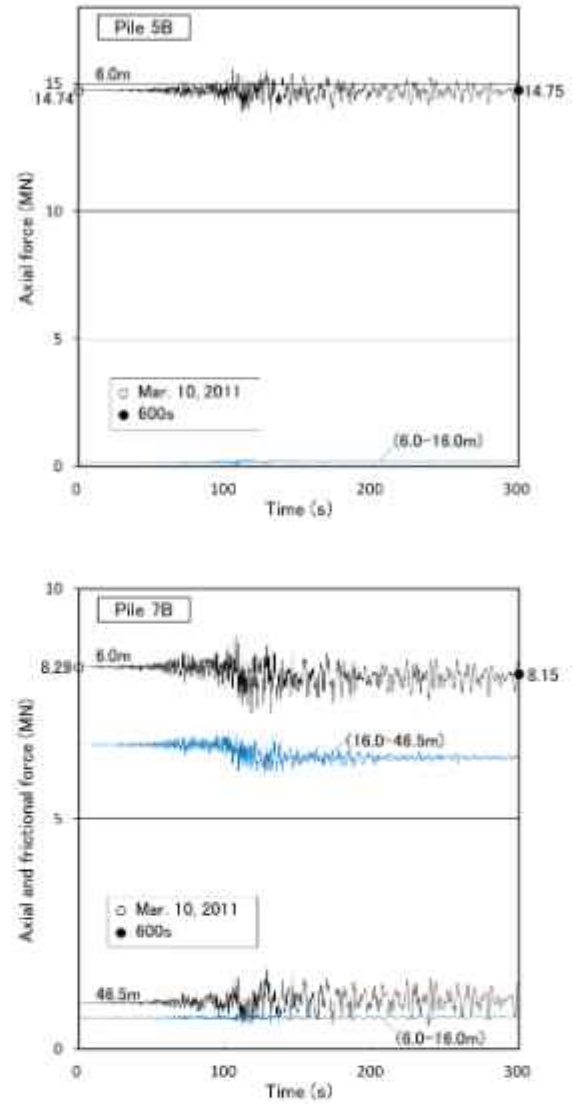 Pile 5B
15
6.0m
14.74
14.75
10
Axial force (MN)
5
○ Mar. 10, 2011
● 600s
(6.0-16.0m)
0
0 100 200 300
Time (s)
10
Pile 7B
6.0m
8.29
8.15
(16.0-46.5m)
Axial and frictional force (MN)
5
○ Mar. 10, 2011
● 600s
46.5m
(6.0-16.0m)
0
0 100 200 300
Time (s)